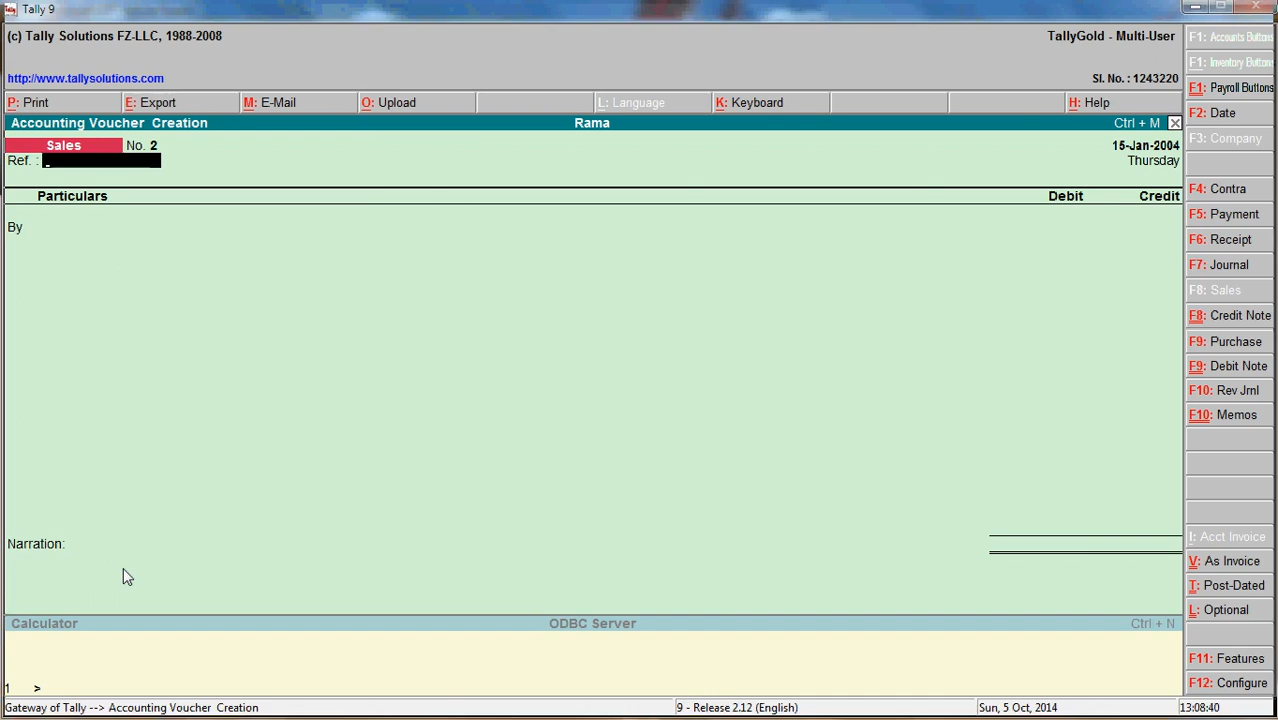 Tally 9
(c) Tally Solutions FZ-LLC, 1988-2008
TallyGold - Multi-User
http://www.tallysolutions.com
Sl. No. : 1243220
P: Print E: Export M: E-Mail O: Upload L: Language K: Keyboard H: Help
Accounting Voucher Creation Rama Ctrl + M
Sales No. 2 15-Jan-2004
Ref. : Thursday
Particulars Debit Credit
By
Narration:
Calculator ODBC Server Ctrl + N
1 >
Gateway of Tally --> Accounting Voucher Creation 9 - Release 2.12 (English) Sun, 5 Oct, 2014 13:08:40
F1: Accounts Buttons
F1: Inventory Buttons
F1: Payroll Buttons
F2: Date
F3: Company
F4: Contra
F5: Payment
F6: Receipt
F7: Journal
F8: Sales
F8: Credit Note
F9: Purchase
F9: Debit Note
F10: Rev Jrnl
F10: Memos
I: Acct Invoice
V: As Invoice
T: Post-Dated
L: Optional
F11: Features
F12: Configure